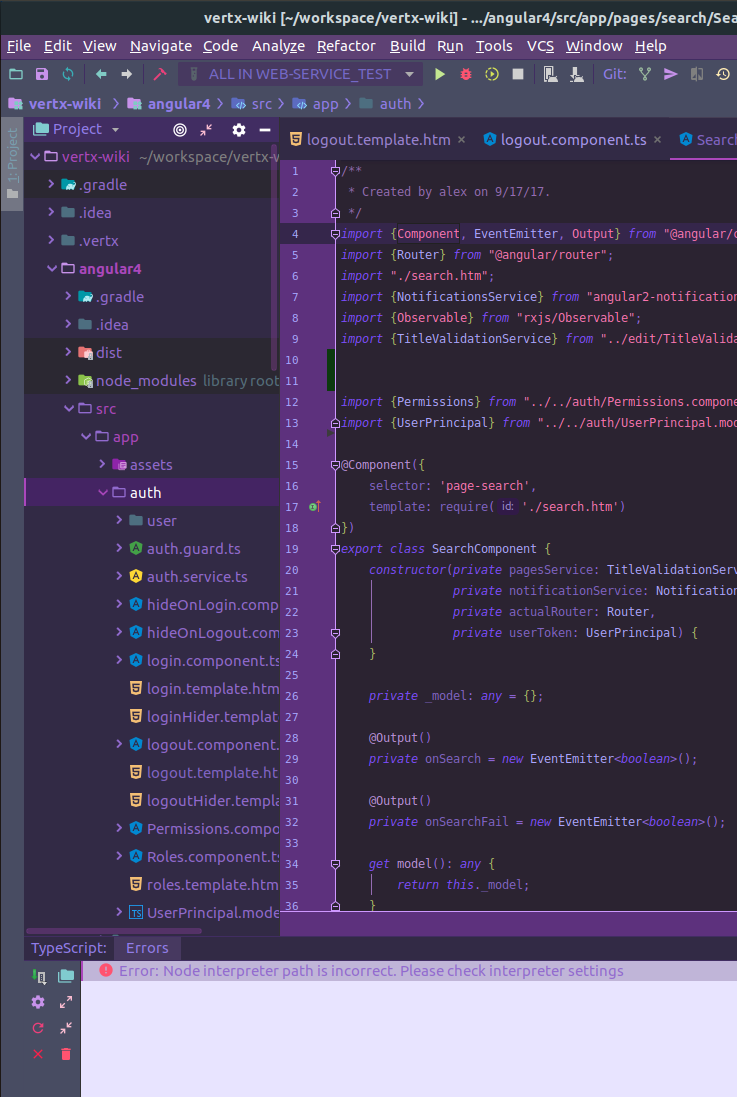 vertx-wiki [~/workspace/vertx-wiki] - .../angular4/src/app/pages/search/Sea
File Edit View Navigate Code Analyze Refactor Build Run Tools VCS Window Help
ALL IN WEB-SERVICE_TEST Git:
vertx-wiki angular4 src app auth
1: Project
Project
logout.template.htm logout.component.ts Search
vertx-wiki ~/workspace/vertx-w
.gradle
.idea
.vertx
angular4
.gradle
.idea
dist
node_modules library root
src
app
assets
auth
user
auth.guard.ts
auth.service.ts
hideOnLogin.comp
hideOnLogout.com
login.component.ts
login.template.htm
loginHider.templat
logout.component.
logout.template.ht
logoutHider.templa
Permissions.compo
Roles.component.ts
roles.template.htm
UserPrincipal.mode
1 /**
2 * Created by alex on 9/17/17.
3 */
4 import {Component, EventEmitter, Output} from "@angular/c
5 import {Router} from "@angular/router";
6 import "./search.htm";
7 import {NotificationsService} from "angular2-notification
8 import {Observable} from "rxjs/Observable";
9 import {TitleValidationService} from "../edit/TitleValida
10
11
12 import {Permissions} from "../../auth/Permissions.compone
13 import {UserPrincipal} from "../../auth/UserPrincipal.mod
14
15 @Component({
16 selector: 'page-search',
17 template: require( id: './search.htm')
18 })
19 export class SearchComponent {
20 constructor(private pagesService: TitleValidationServ
21 private notificationService: Notification
22 private actualRouter: Router,
23 private userToken: UserPrincipal) {
24 }
25
26 private _model: any = {};
27
28 @Output()
29 private onSearch = new EventEmitter<boolean>();
30
31 @Output()
32 private onSearchFail = new EventEmitter<boolean>();
33
34 get model(): any {
35 return this._model;
36 }
TypeScript: Errors
Error: Node interpreter path is incorrect. Please check interpreter settings